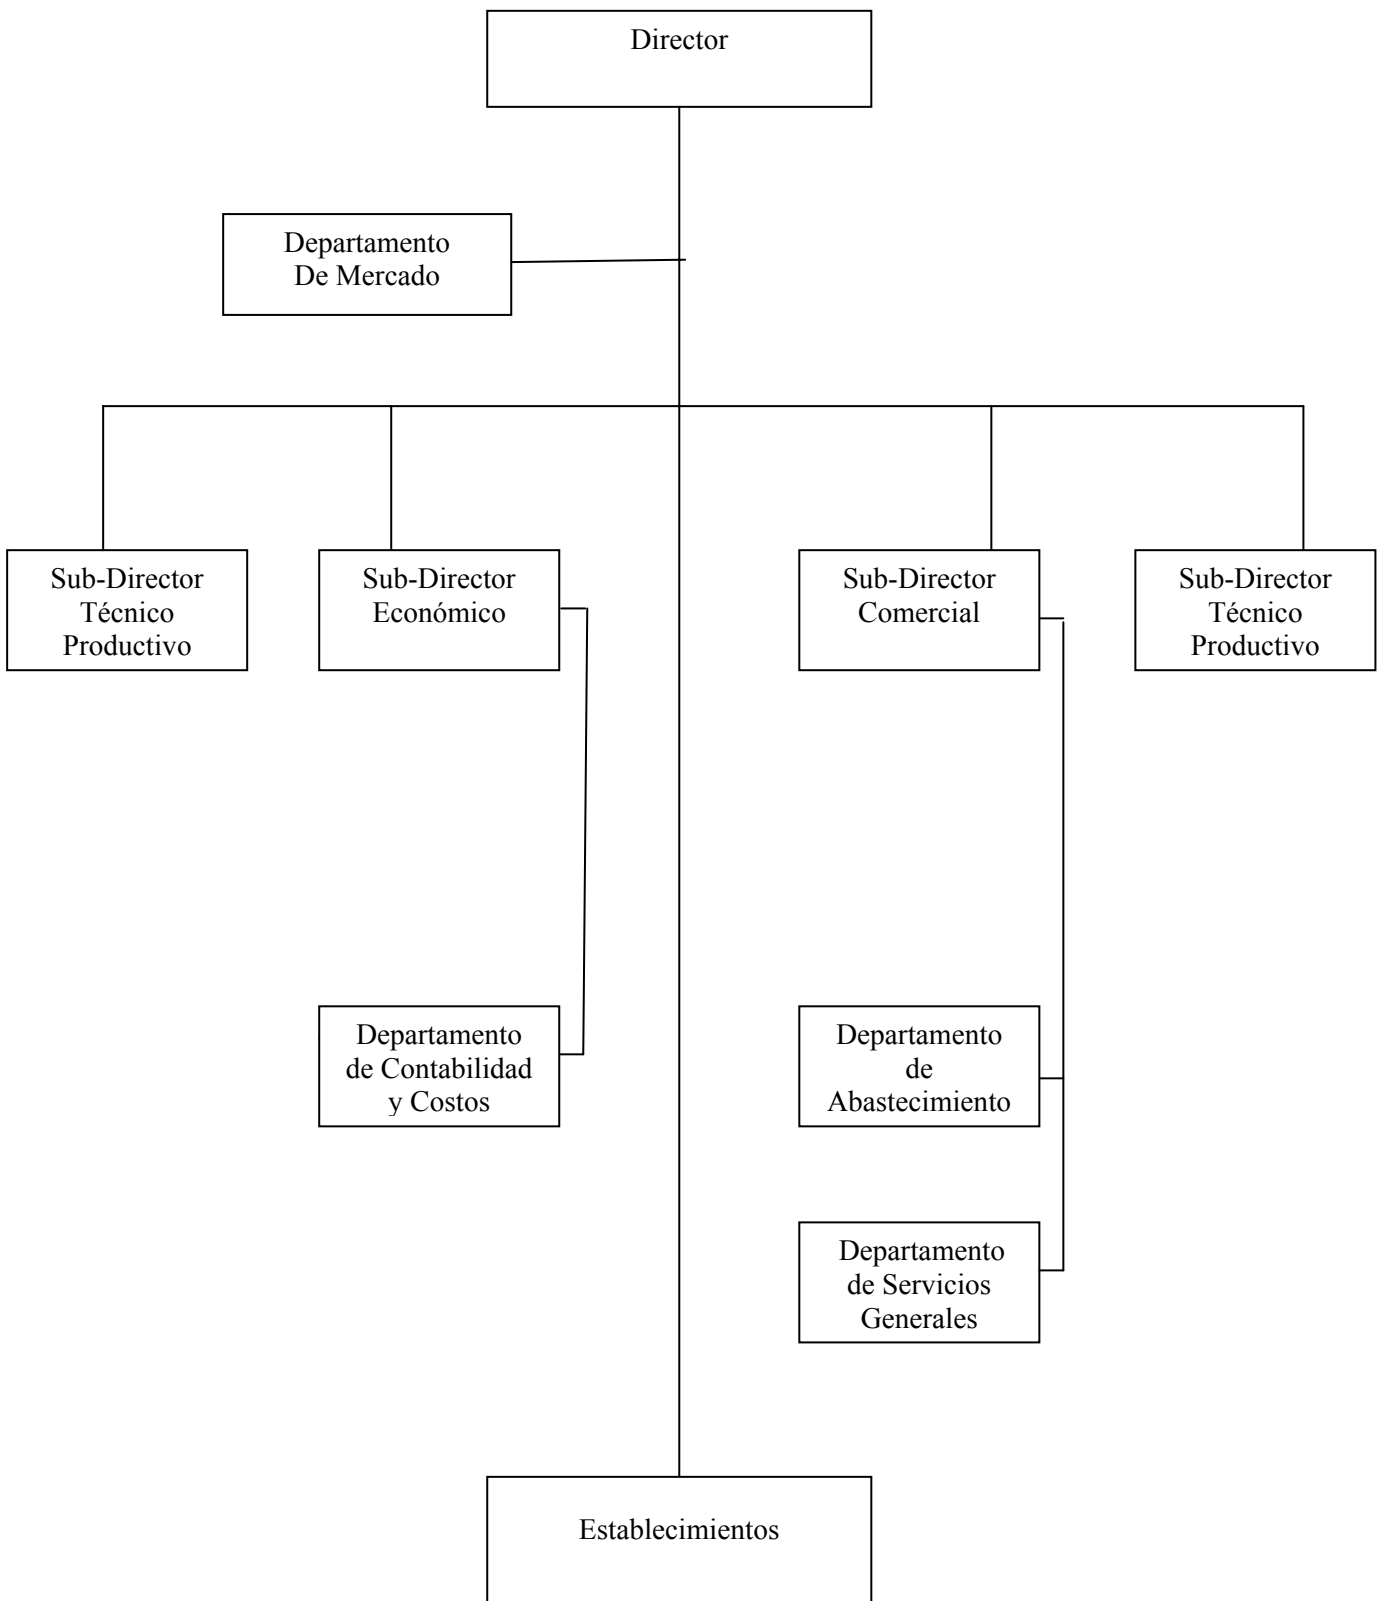 Director
Departamento
De Mercado
Sub-Director
Técnico
Productivo
Sub-Director
Económico
Sub-Director
Comercial
Sub-Director
Técnico
Productivo
Departamento
de Contabilidad
y Costos
Departamento
de
Abastecimiento
Departamento
de Servicios
Generales
Establecimientos